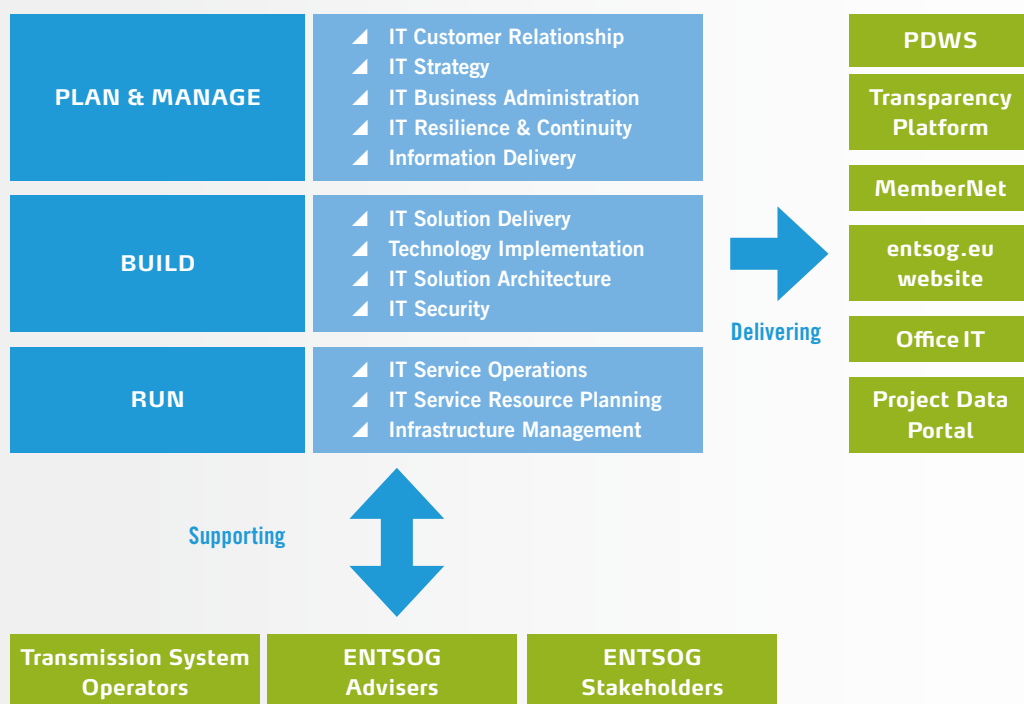 PLAN & MANAGE
IT Customer Relationship
IT Strategy
IT Business Administration
IT Resilience & Continuity
Information Delivery
BUILD
IT Solution Delivery
Technology Implementation
IT Solution Architecture
IT Security
RUN
IT Service Operations
IT Service Resource Planning
Infrastructure Management
Delivering
PDWS
Transparency
Platform
MemberNet
entsog.eu
website
Office IT
Project Data
Portal
Supporting
Transmission System
Operators
ENTSOG
Advisers
ENTSOG
Stakeholders